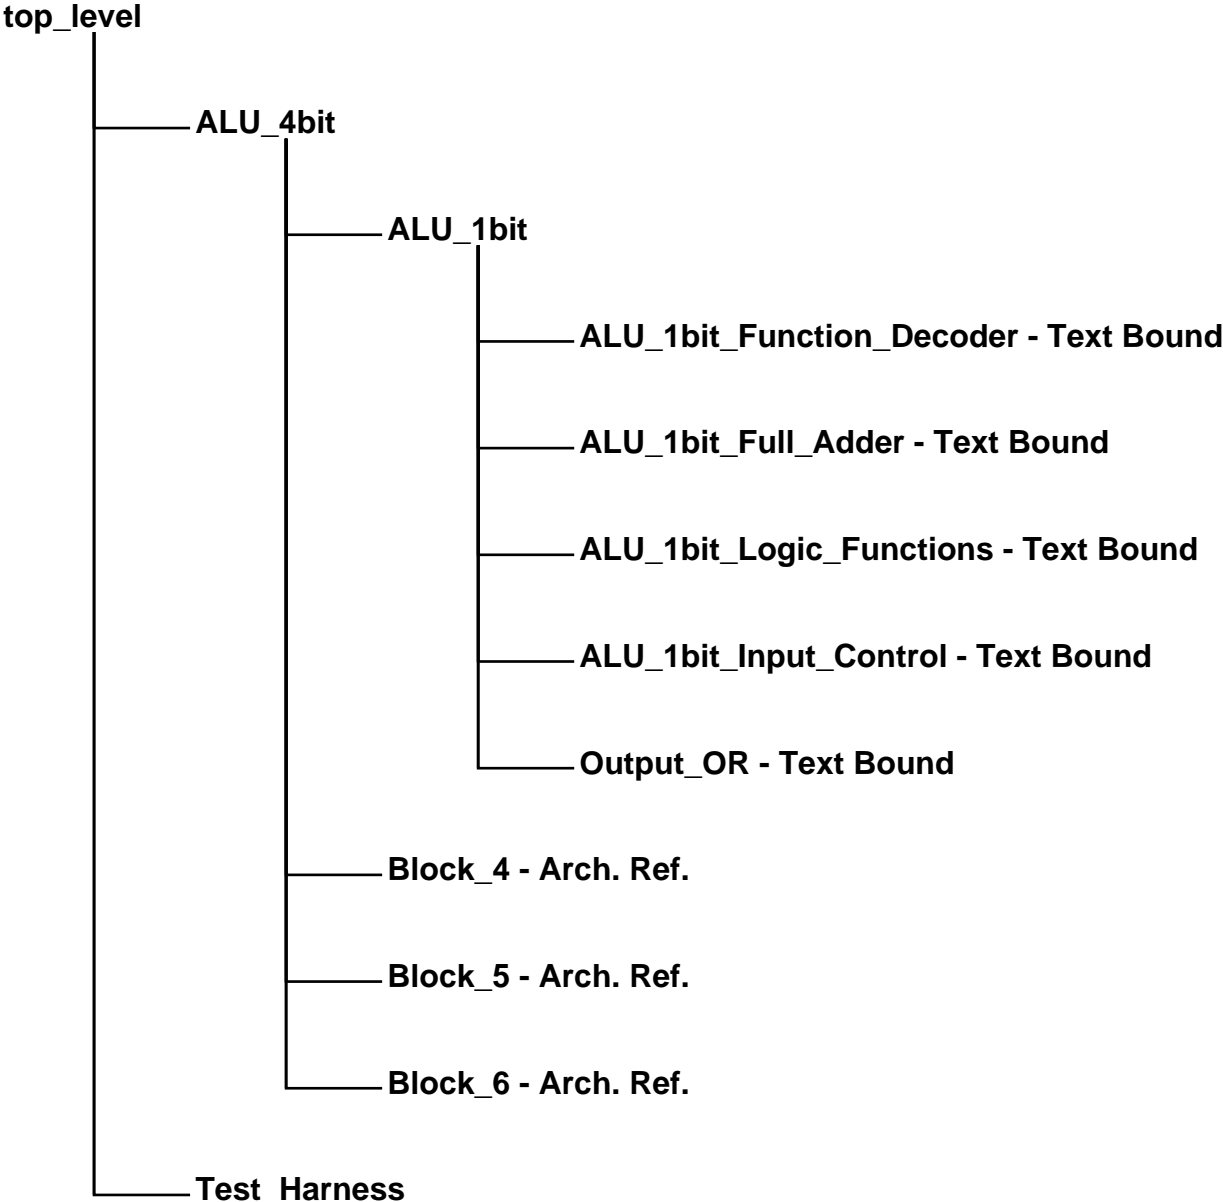 top_level
ALU_4bit
ALU_1bit
ALU_1bit_Function_Decoder - Text Bound
ALU_1bit_Full_Adder - Text Bound
ALU_1bit_Logic_Functions - Text Bound
ALU_1bit_Input_Control - Text Bound
Output_OR - Text Bound
Block_4 - Arch. Ref.
Block_5 - Arch. Ref.
Block_6 - Arch. Ref.
Test_Harness